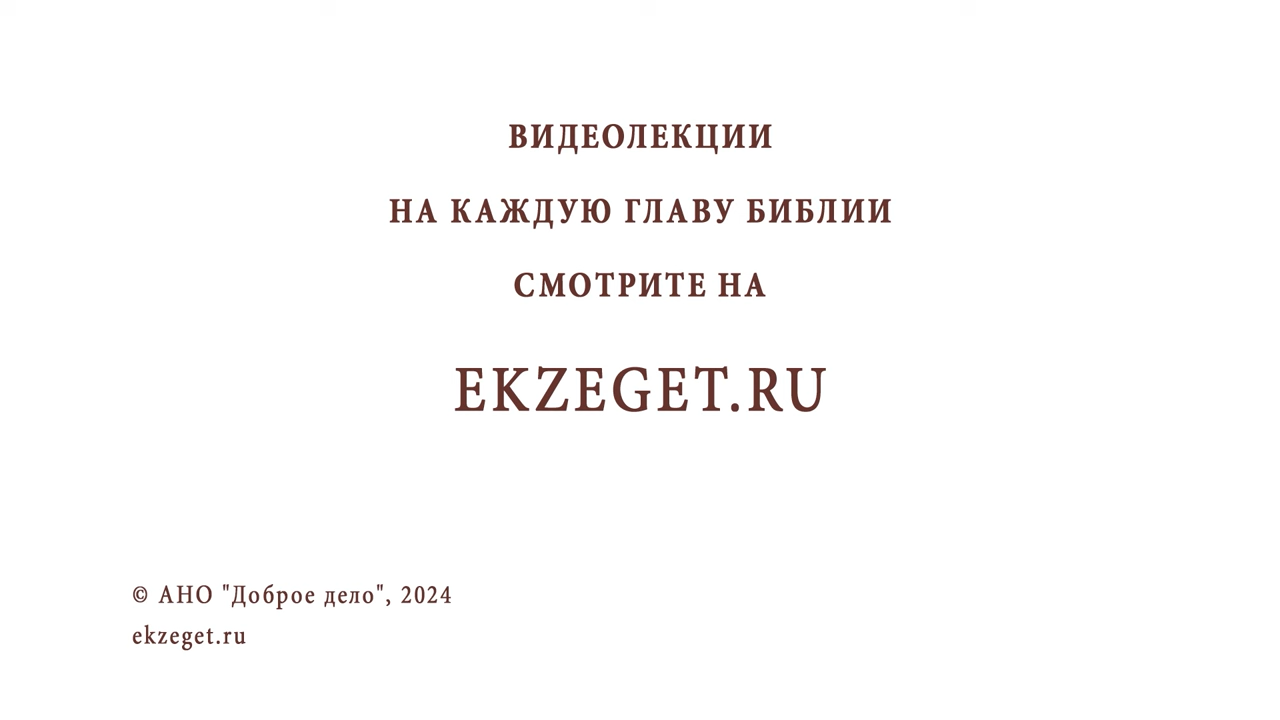 ВИДЕОЛЕКЦИИ
НА КАЖДУЮ ГЛАВУ БИБЛИИ
СМОТРИТЕ НА
EKZEGET.RU
© АНО "Доброе дело", 2024
ekzeget.ru